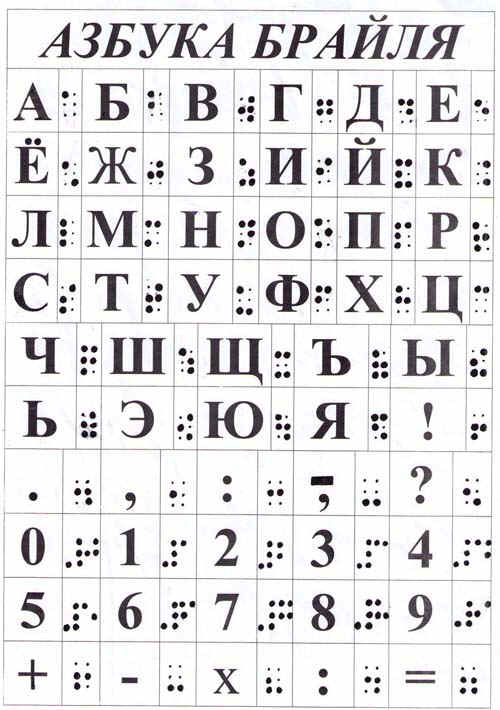 АЗБУКА БРАЙЛЯ
А Б В Г Д Е
Ё Ж З И Й К
Л М Н О П Р
С Т У Ф Х Ц
Ч Ш Щ Ъ Ы
Ь Э Ю Я !
. , : ; ?
0 1 2 3 4
5 6 7 8 9
+ - x : =